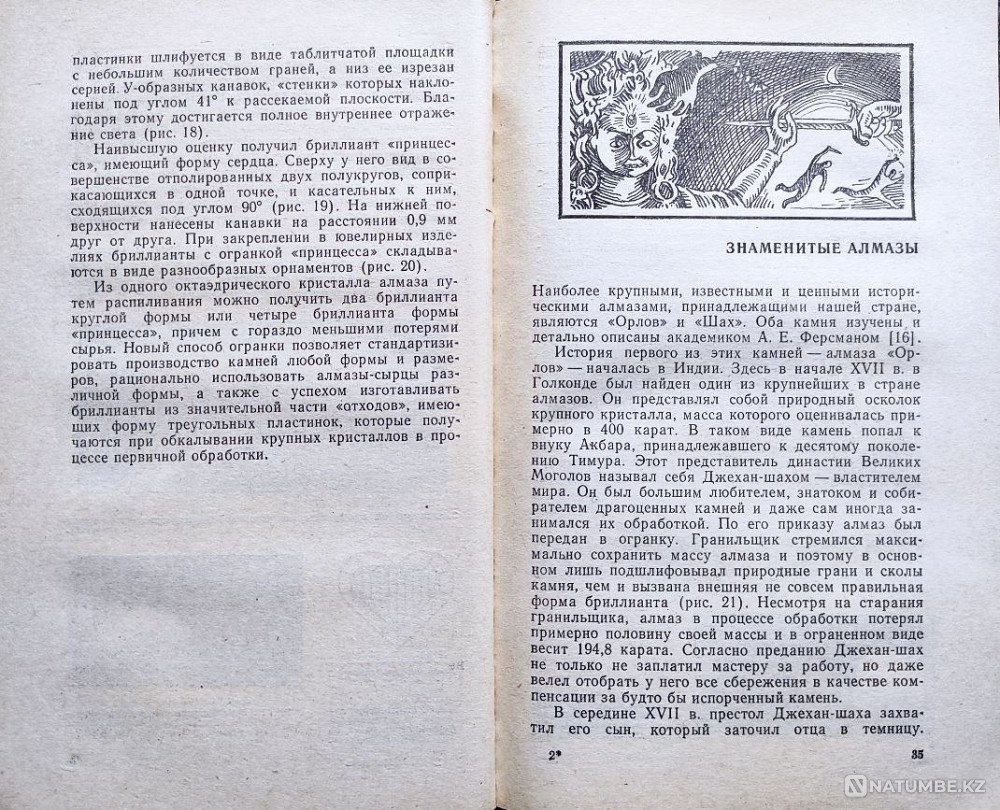 пластинки шлифуется в виде таблитчатой площадки
с небольшим количеством граней, а низ ее изрезан
серией У-образных канавок, «стенки» которых накло-
нены под углом 41° к рассекаемой плоскости. Бла-
годаря этому достигается полное внутреннее отраже-
ние света (рис. 18).
Наивысшую оценку получил бриллиант «принцес-
са», имеющий форму сердца. Сверху у него вид в со-
вершенстве отполированных двух полукругов, сопри-
касающихся в одной точке, и касательных к ним,
сходящихся под углом 90° (рис. 19). На нижней по-
верхности нанесены канавки на расстоянии 0,9 мм
друг от друга. При закреплении в ювелирных изде-
лиях бриллианты с огранкой «принцесса» складыва-
ются в виде разнообразных орнаментов (рис. 20).
Из одного октаэдрического кристалла алмаза пу-
тем распиливания можно получить два бриллианта
круглой формы или четыре бриллианта формы
«принцесса», причем с гораздо меньшими потерями
сырья. Новый способ огранки позволяет стандартизи-
ровать производство камней любой формы и разме-
ров, рационально использовать алмазы-сырцы раз-
личной формы, а также с успехом изготавливать
бриллианты из значительной части «отходов», имею-
щих форму треугольных пластинок, которые полу-
чаются при обкалывании крупных кристаллов в про-
цессе первичной обработки.
ЗНАМЕНИТЫЕ АЛМАЗЫ
Наиболее крупными, известными и ценными истори-
ческими алмазами, принадлежащими нашей стране,
являются «Орлов» и «Шах». Оба камня изучены и
детально описаны академиком А. Е. Ферсманом [16].
История первого из этих камней — алмаза «Ор-
лов» — началась в Индии. Здесь в начале XVII в. в
Голконде был найден один из крупнейших в стране
алмазов. Он представлял собой природный осколок
крупного кристалла, масса которого оценивалась при-
мерно в 400 карат. В таком виде камень попал к
внуку Акбара, принадлежавшего к десятому поколе-
нию Тимура. Этот представитель династии Великих
Моголов называл себя Джехан-шахом — властителем
мира. Он был большим любителем, знатоком и соби-
рателем драгоценных камней и даже сам иногда за-
нимался их обработкой. По его приказу алмаз был
передан в огранку. Гранильщик стремился макси-
мально сохранить массу алмаза и поэтому в основ-
ном лишь подшлифовывал природные грани и сколы
камня, чем и вызвана внешняя не совсем правильная
форма бриллианта (рис. 21). Несмотря на старания
гранильщика, алмаз в процессе обработки потерял
примерно половину своей массы и в ограненном виде
весит 194,8 карата. Согласно преданию Джехан-шах
не только не заплатил мастеру за работу, но даже
велел отобрать у него все сбережения в качестве ком-
пенсации за будто бы испорченный камень.
В середине XVII в. престол Джехан-шаха захва-
тил его сын, который заточил отца в темницу.
2*
35
NATUMBE.KZ